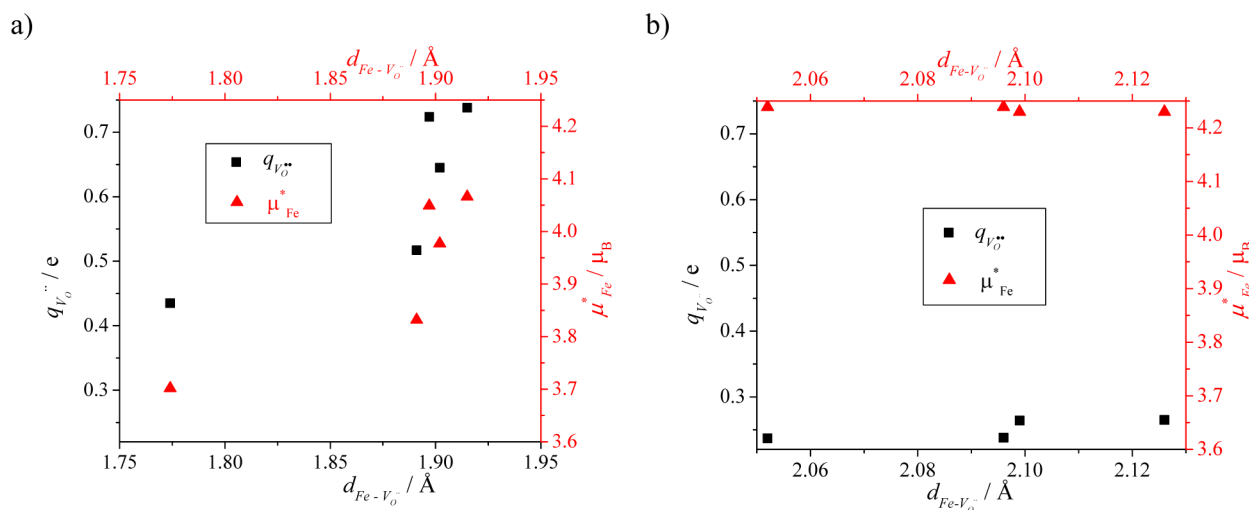 a)
d_{Fe - V_O^{..}} / Å
1.75 1.80 1.85 1.90 1.95
0.7
0.6
0.5
0.4
0.3
q_{V_O^{..}} / e
4.2
4.1
4.0
3.9
3.8
3.7
3.6
μ*_{Fe} / μ_B
q_{V_O^{••}}
μ*_{Fe}
1.75 1.80 1.85 1.90 1.95
d_{Fe - V_O^{..}} / Å
b)
d_{Fe-V_O^{..}} / Å
2.06 2.08 2.10 2.12
0.7
0.6
0.5
0.4
0.3
q_{V_O^{..}} / e
4.2
4.1
4.0
3.9
3.8
3.7
3.6
μ*_{Fe} / μ_B
q_{V_O^{••}}
μ*_{Fe}
2.06 2.08 2.10 2.12
d_{Fe-V_O^{..}} / Å